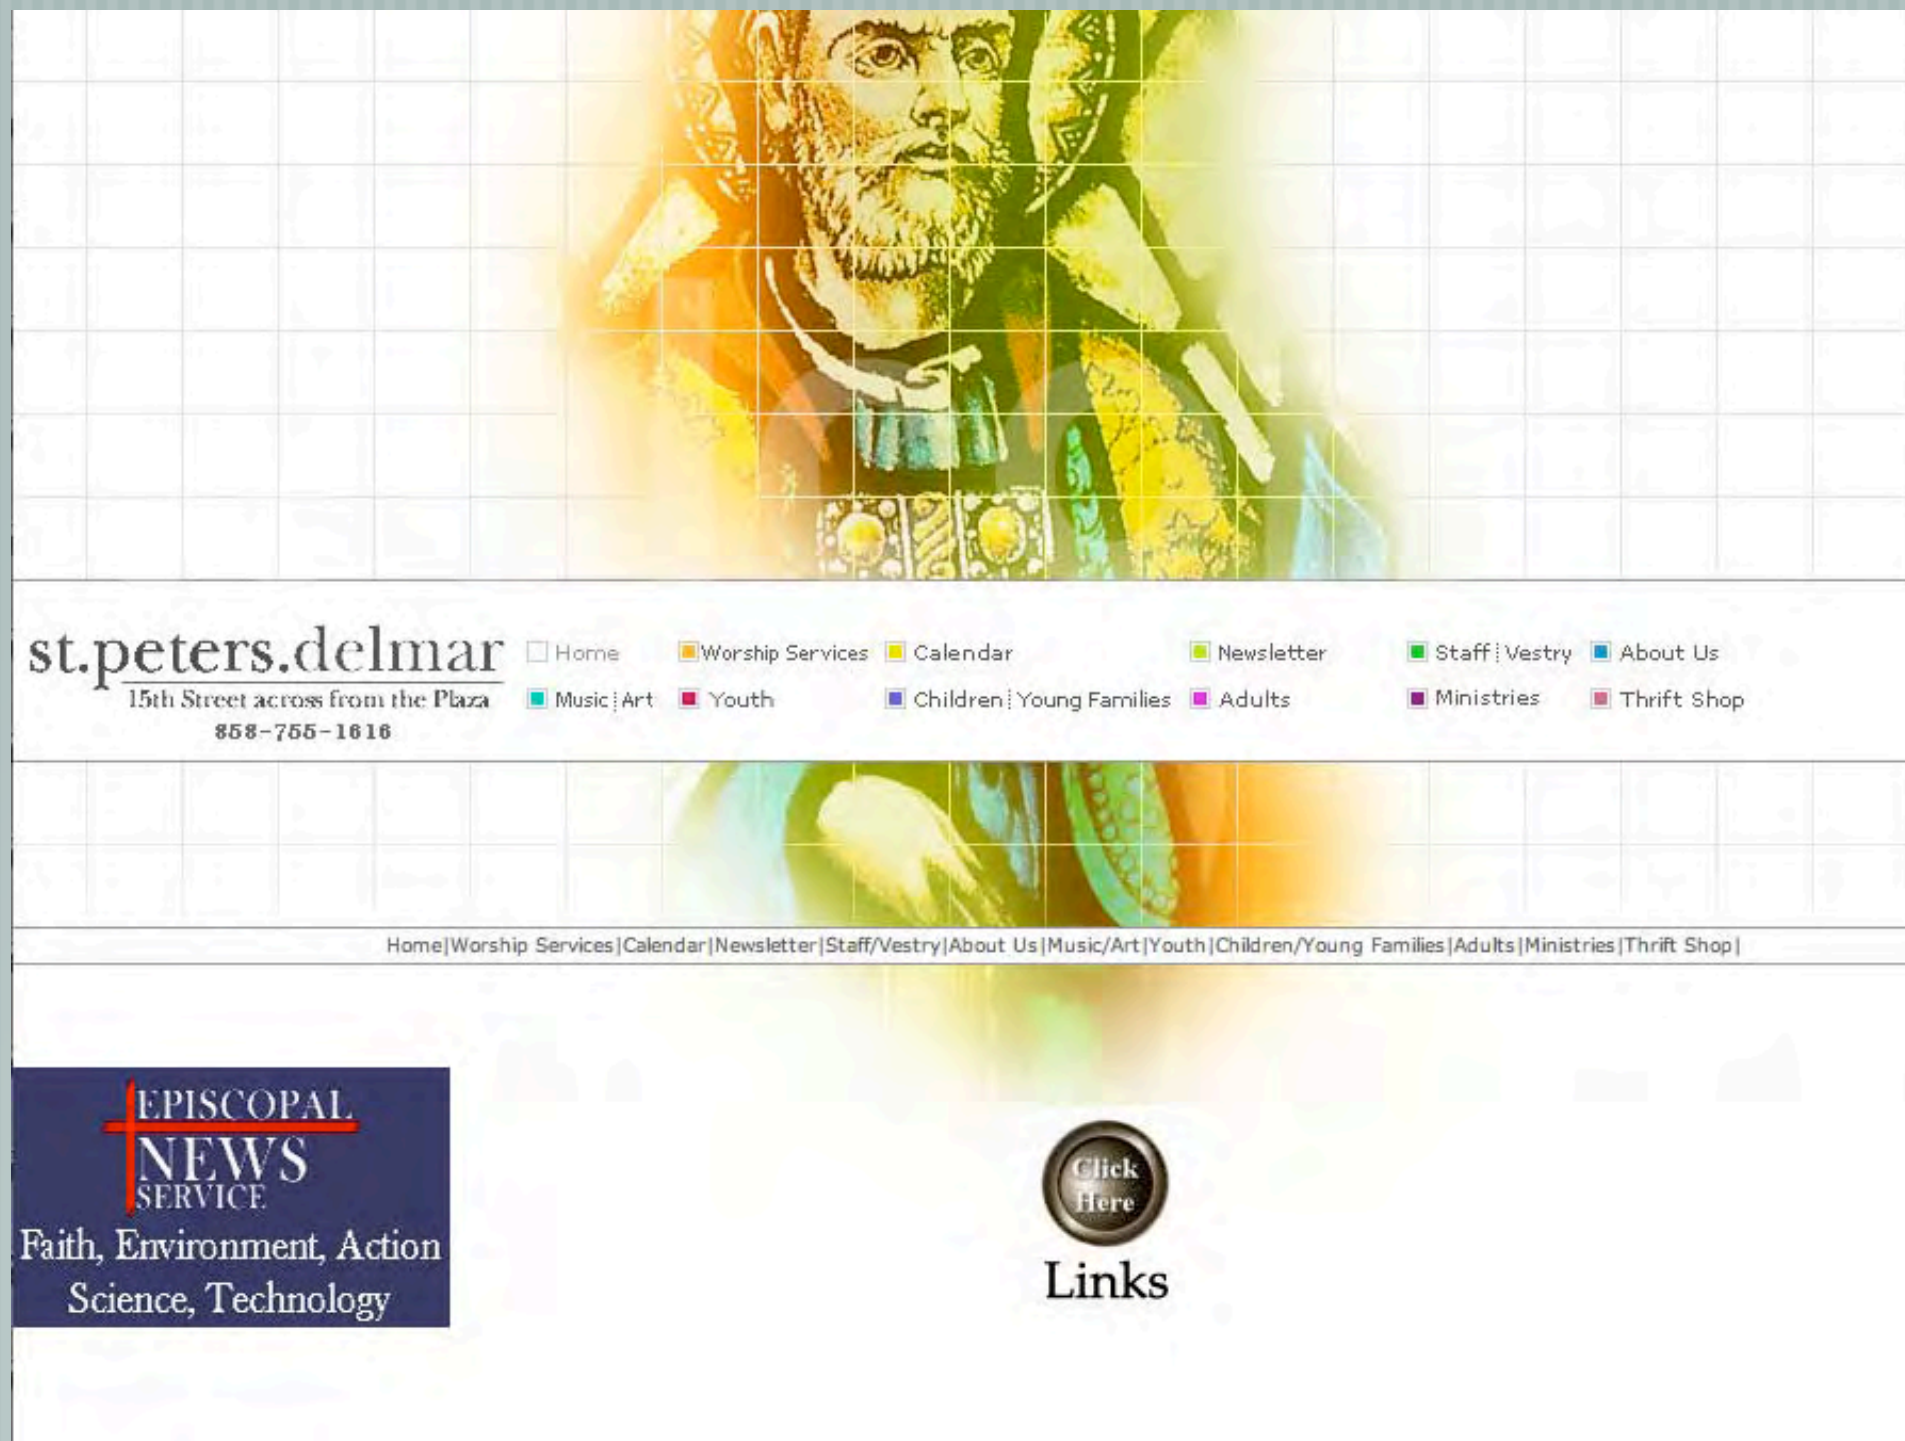 st.peters.delmar
15th Street across from the Plaza
858-755-1616
Home Worship Services Calendar Newsletter Staff Vestry About Us
Music Art Youth Children Young Families Adults Ministries Thrift Shop
Home|Worship Services|Calendar|Newsletter|Staff/Vestry|About Us|Music/Art|Youth|Children/Young Families|Adults|Ministries|Thrift Shop|
EPISCOPAL
NEWS
SERVICE
Faith, Environment, Action
Science, Technology
Click
Here
Links